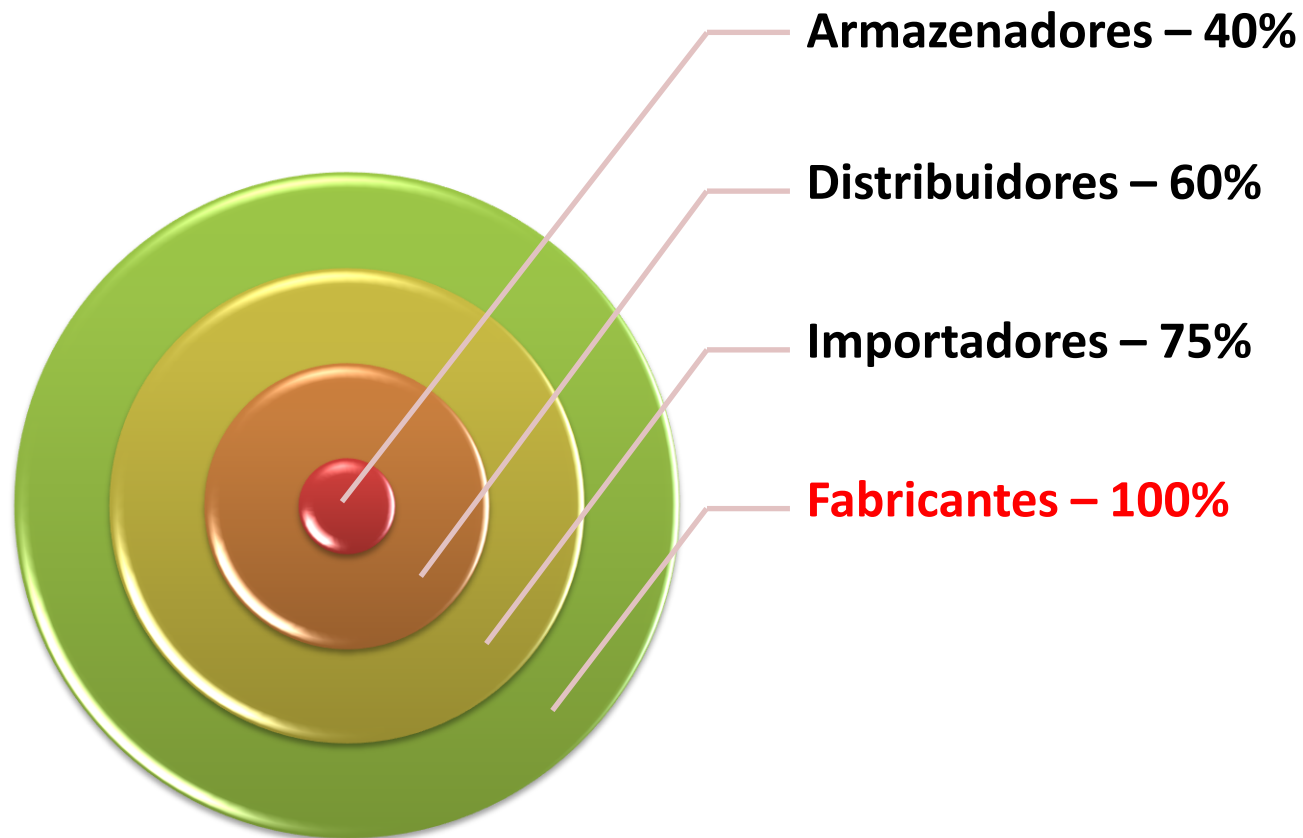 Armazenadores – 40%
Distribuidores – 60%
Importadores – 75%
Fabricantes – 100%